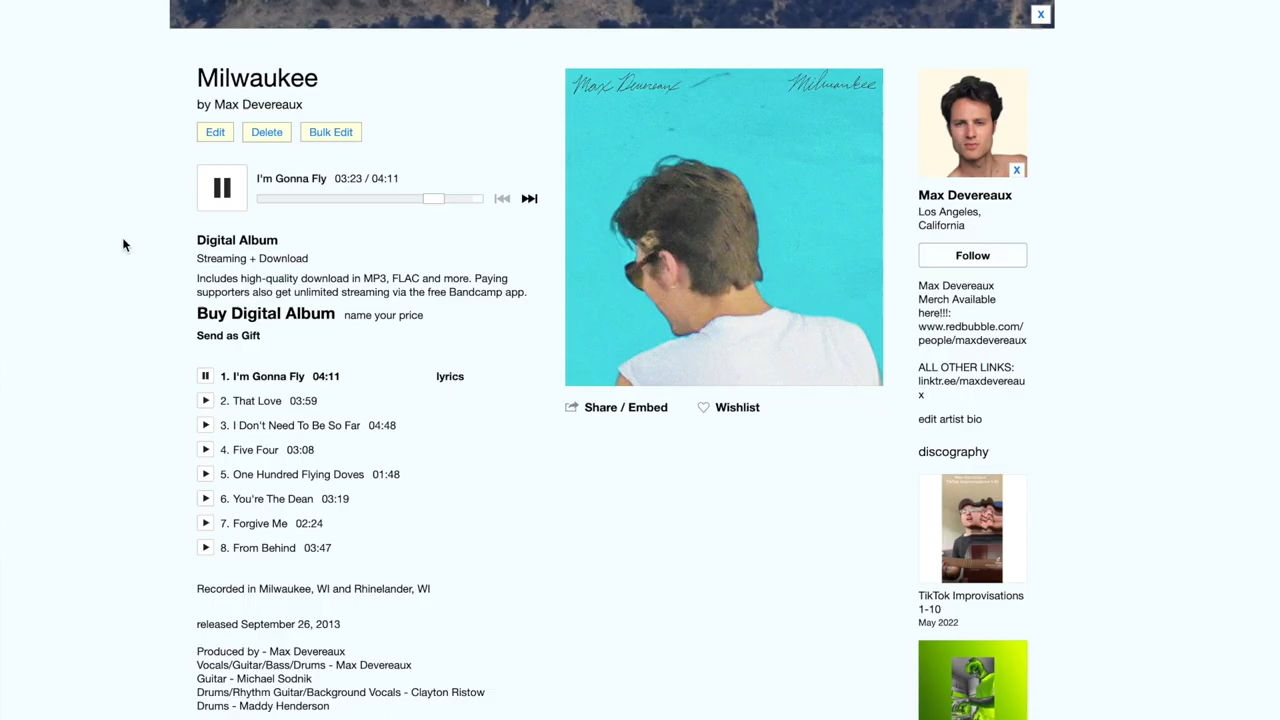 X
Milwaukee
by Max Devereaux
Edit Delete Bulk Edit
I'm Gonna Fly 03:23 / 04:11
Digital Album
Streaming + Download
Includes high-quality download in MP3, FLAC and more. Paying
supporters also get unlimited streaming via the free Bandcamp app.
Buy Digital Album name your price
Send as Gift
1. I'm Gonna Fly 04:11 lyrics
2. That Love 03:59
3. I Don't Need To Be So Far 04:48
4. Five Four 03:08
5. One Hundred Flying Doves 01:48
6. You're The Dean 03:19
7. Forgive Me 02:24
8. From Behind 03:47
Recorded in Milwaukee, WI and Rhinelander, WI
released September 26, 2013
Produced by - Max Devereaux
Vocals/Guitar/Bass/Drums - Max Devereaux
Guitar - Michael Sodnik
Drums/Rhythm Guitar/Background Vocals - Clayton Ristow
Drums - Maddy Henderson
Max Devereaux Milwaukee
Share / Embed Wishlist
X
Max Devereaux
Los Angeles,
California
Follow
Max Devereaux
Merch Available
here!!!:
www.redbubble.com/
people/maxdevereaux
ALL OTHER LINKS:
linktr.ee/maxdevereau
x
edit artist bio
discography
TikTok Improvisations
1-10
May 2022